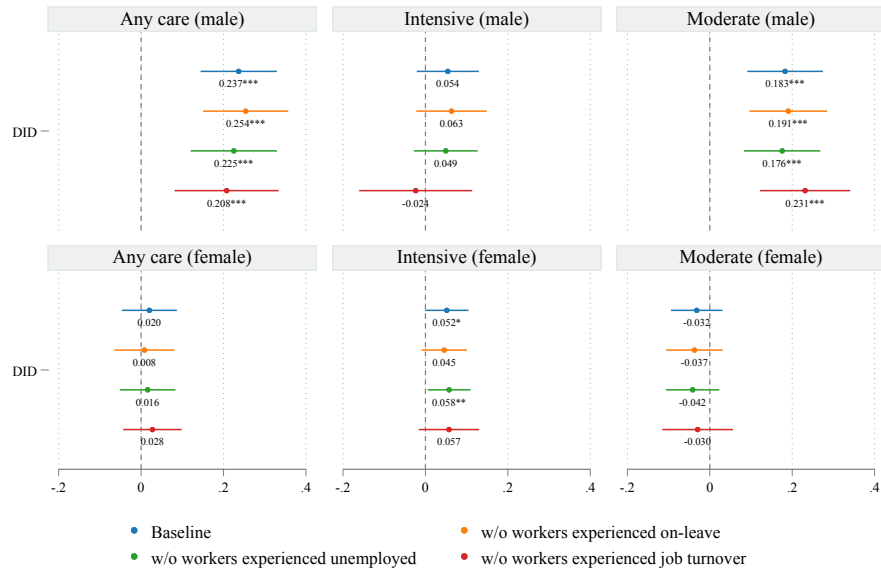 Any care (male) Intensive (male) Moderate (male)
0.237*** 0.054 0.183***
0.254*** 0.063 0.191***
DID
0.225*** 0.049 0.176***
0.208*** -0.024 0.231***
Any care (female) Intensive (female) Moderate (female)
0.020 0.052* -0.032
0.008 0.045 -0.037
DID
0.016 0.058** -0.042
0.028 0.057 -0.030
-.2 0 .2 .4 -.2 0 .2 .4 -.2 0 .2 .4
Baseline w/o workers experienced on-leave
w/o workers experienced unemployed w/o workers experienced job turnover